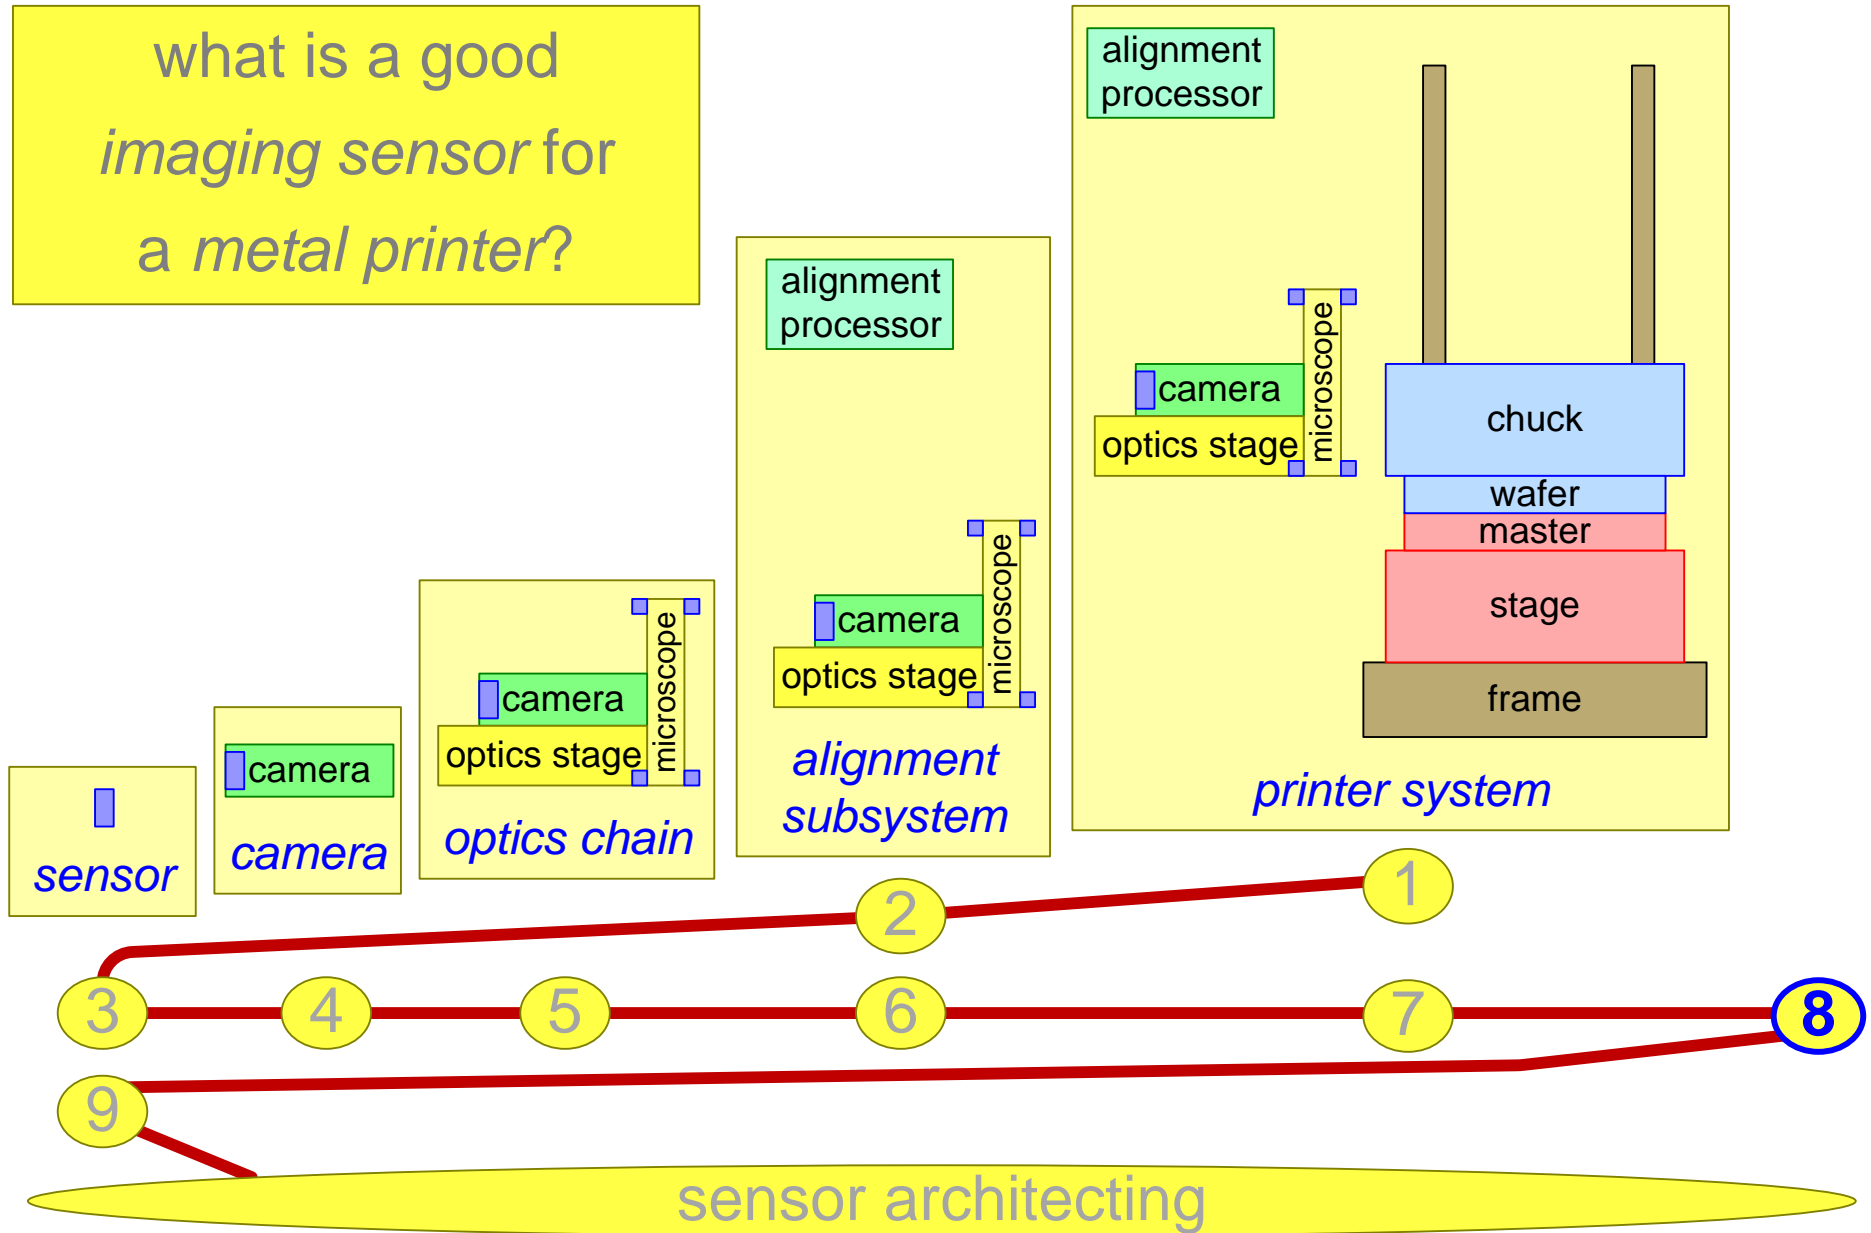 what is a good
imaging sensor for
a metal printer?
sensor
camera
camera
camera
optics stage
microscope
optics chain
alignment
processor
camera
optics stage
microscope
alignment
subsystem
alignment
processor
camera
optics stage
microscope
chuck
wafer
master
stage
frame
printer system
1
2
3
4
5
6
7
8
9
sensor architecting